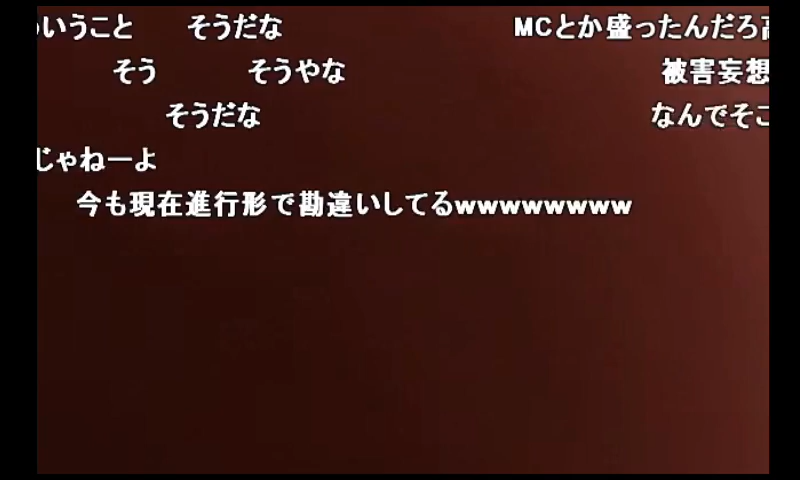 いうこと そうだな MCとか盛ったんだろ
そう そうやな 被害妄想
そうだな なんでそこ
じゃねーよ
今も現在進行形で勘違いしてるwwwwwwww